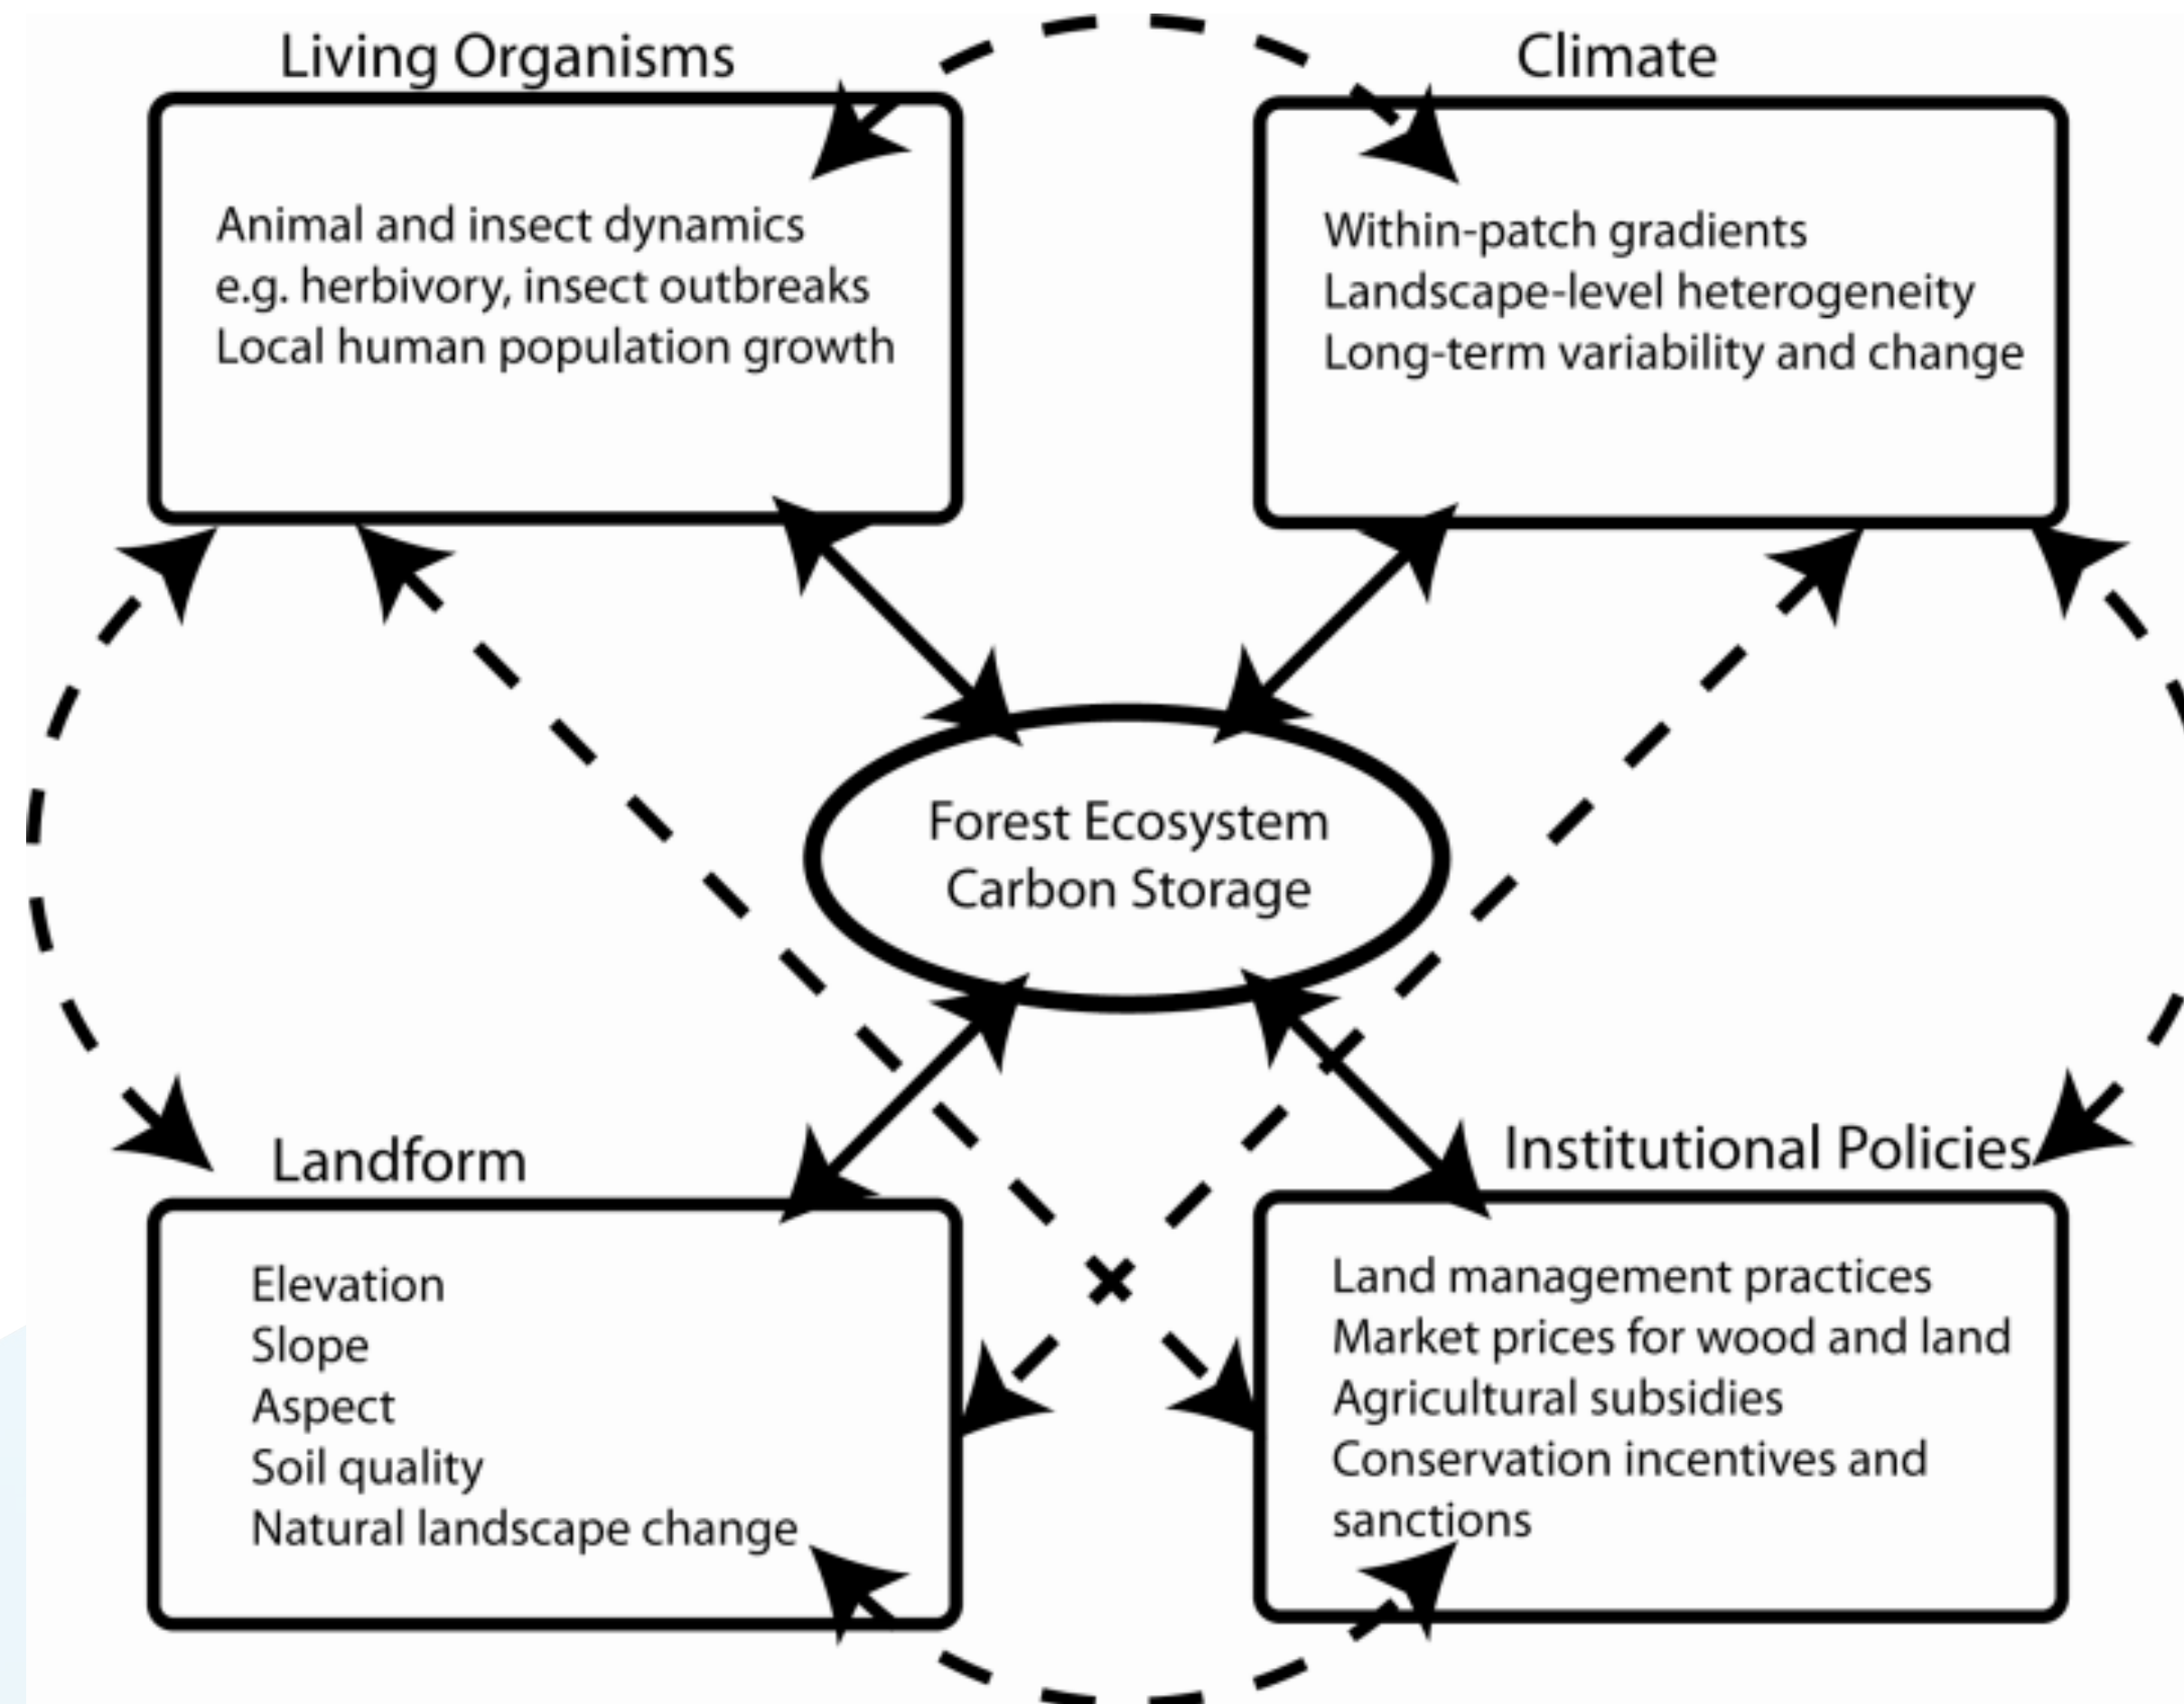 Living Organisms
Animal and insect dynamics
e.g. herbivory, insect outbreaks
Local human population growth
Climate
Within-patch gradients
Landscape-level heterogeneity
Long-term variability and change
Forest Ecosystem
Carbon Storage
Landform
Elevation
Slope
Aspect
Soil quality
Natural landscape change
Institutional Policies
Land management practices
Market prices for wood and land
Agricultural subsidies
Conservation incentives and
sanctions